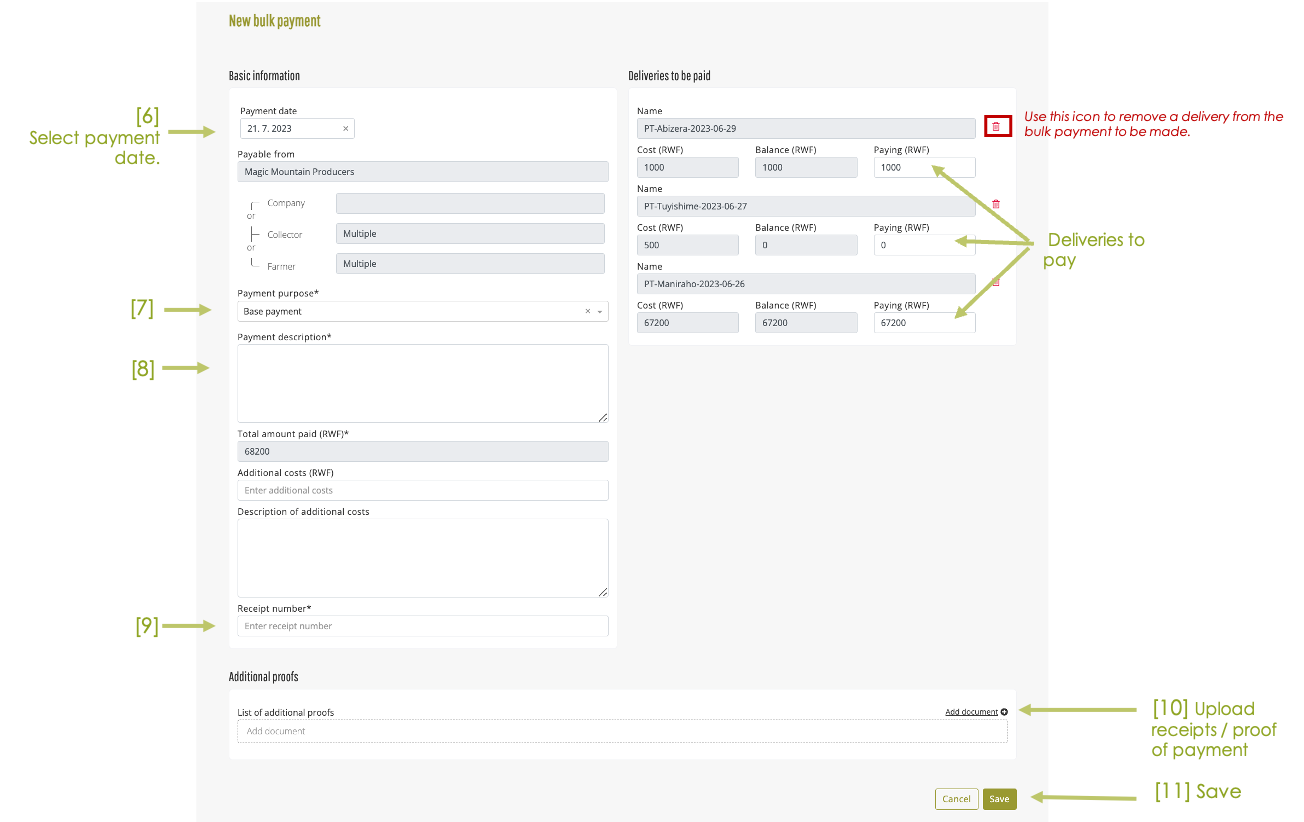 New bulk payment
Basic information
[6]
Select payment
date.
Payment date
21. 7. 2023 ×
Payable from
Magic Mountain Producers
Company
or
Collector Multiple
or
Farmer Multiple
[7]
Payment purpose*
Base payment ×
[8]
Payment description*
Total amount paid (RWF)*
68200
Additional costs (RWF)
Enter additional costs
Description of additional costs
[9]
Receipt number*
Enter receipt number
Deliveries to be paid
Name
PT-Abizera-2023-06-29
Use this icon to remove a delivery from the
bulk payment to be made.
Cost (RWF) Balance (RWF) Paying (RWF)
1000 1000 1000
Name
PT-Tuyishime-2023-06-27
Cost (RWF) Balance (RWF) Paying (RWF)
500 0 0
Deliveries to
pay
Name
PT-Maniraho-2023-06-26
Cost (RWF) Balance (RWF) Paying (RWF)
67200 67200 67200
Additional proofs
List of additional proofs Add document
Add document
[10] Upload
receipts / proof
of payment
Cancel Save
[11] Save